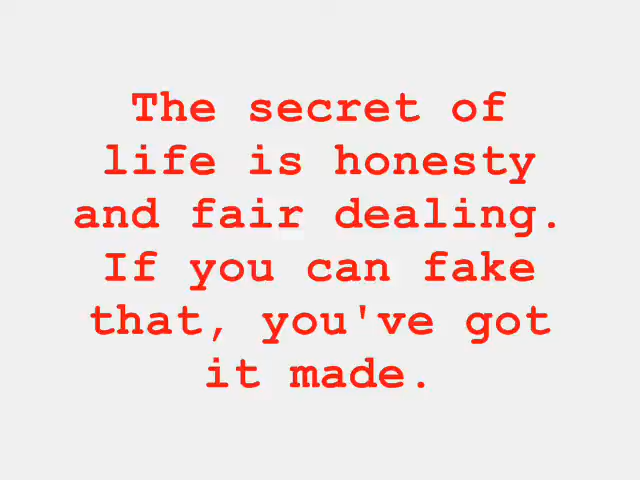 The secret of
life is honesty
and fair dealing.
If you can fake
that, you've got
it made.